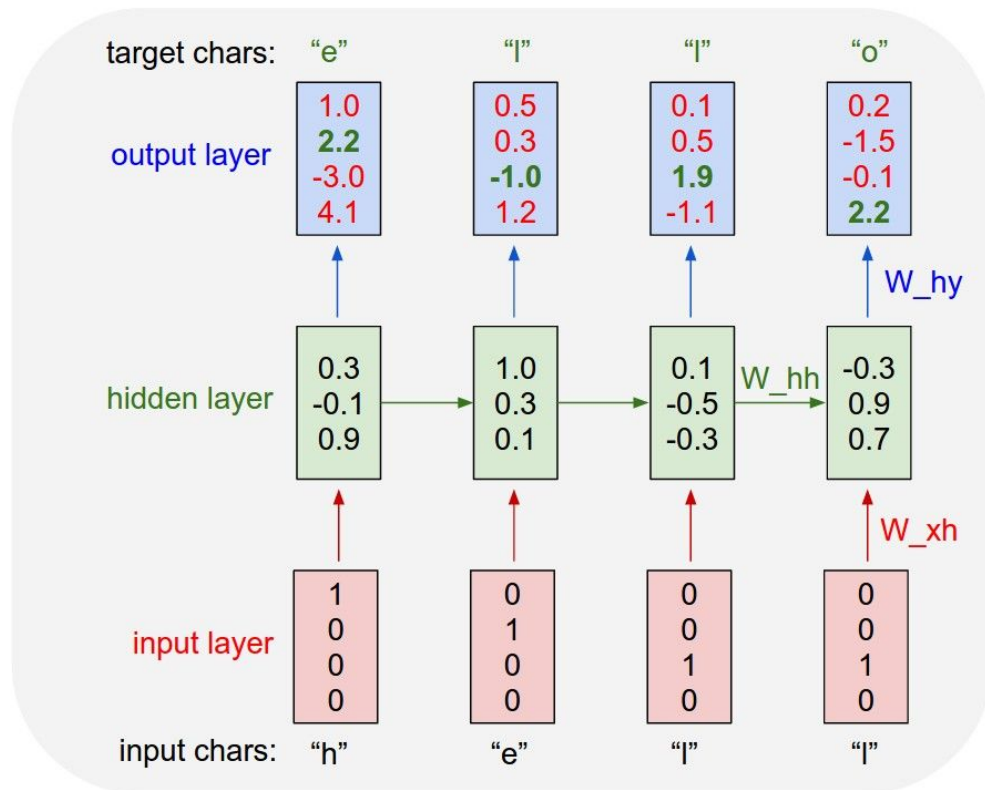 target chars: “e” “l” “l” “o”
output layer
1.0 0.5 0.1 0.2
2.2 0.3 0.5 -1.5
-3.0 -1.0 1.9 -0.1
4.1 1.2 -1.1 2.2
W_hy
hidden layer
0.3 1.0 0.1 -0.3
-0.1 0.3 -0.5 0.9
0.9 0.1 -0.3 0.7
W_hh
W_xh
input layer
1 0 0 0
0 1 0 0
0 0 1 1
0 0 0 0
input chars: “h” “e” “l” “l”